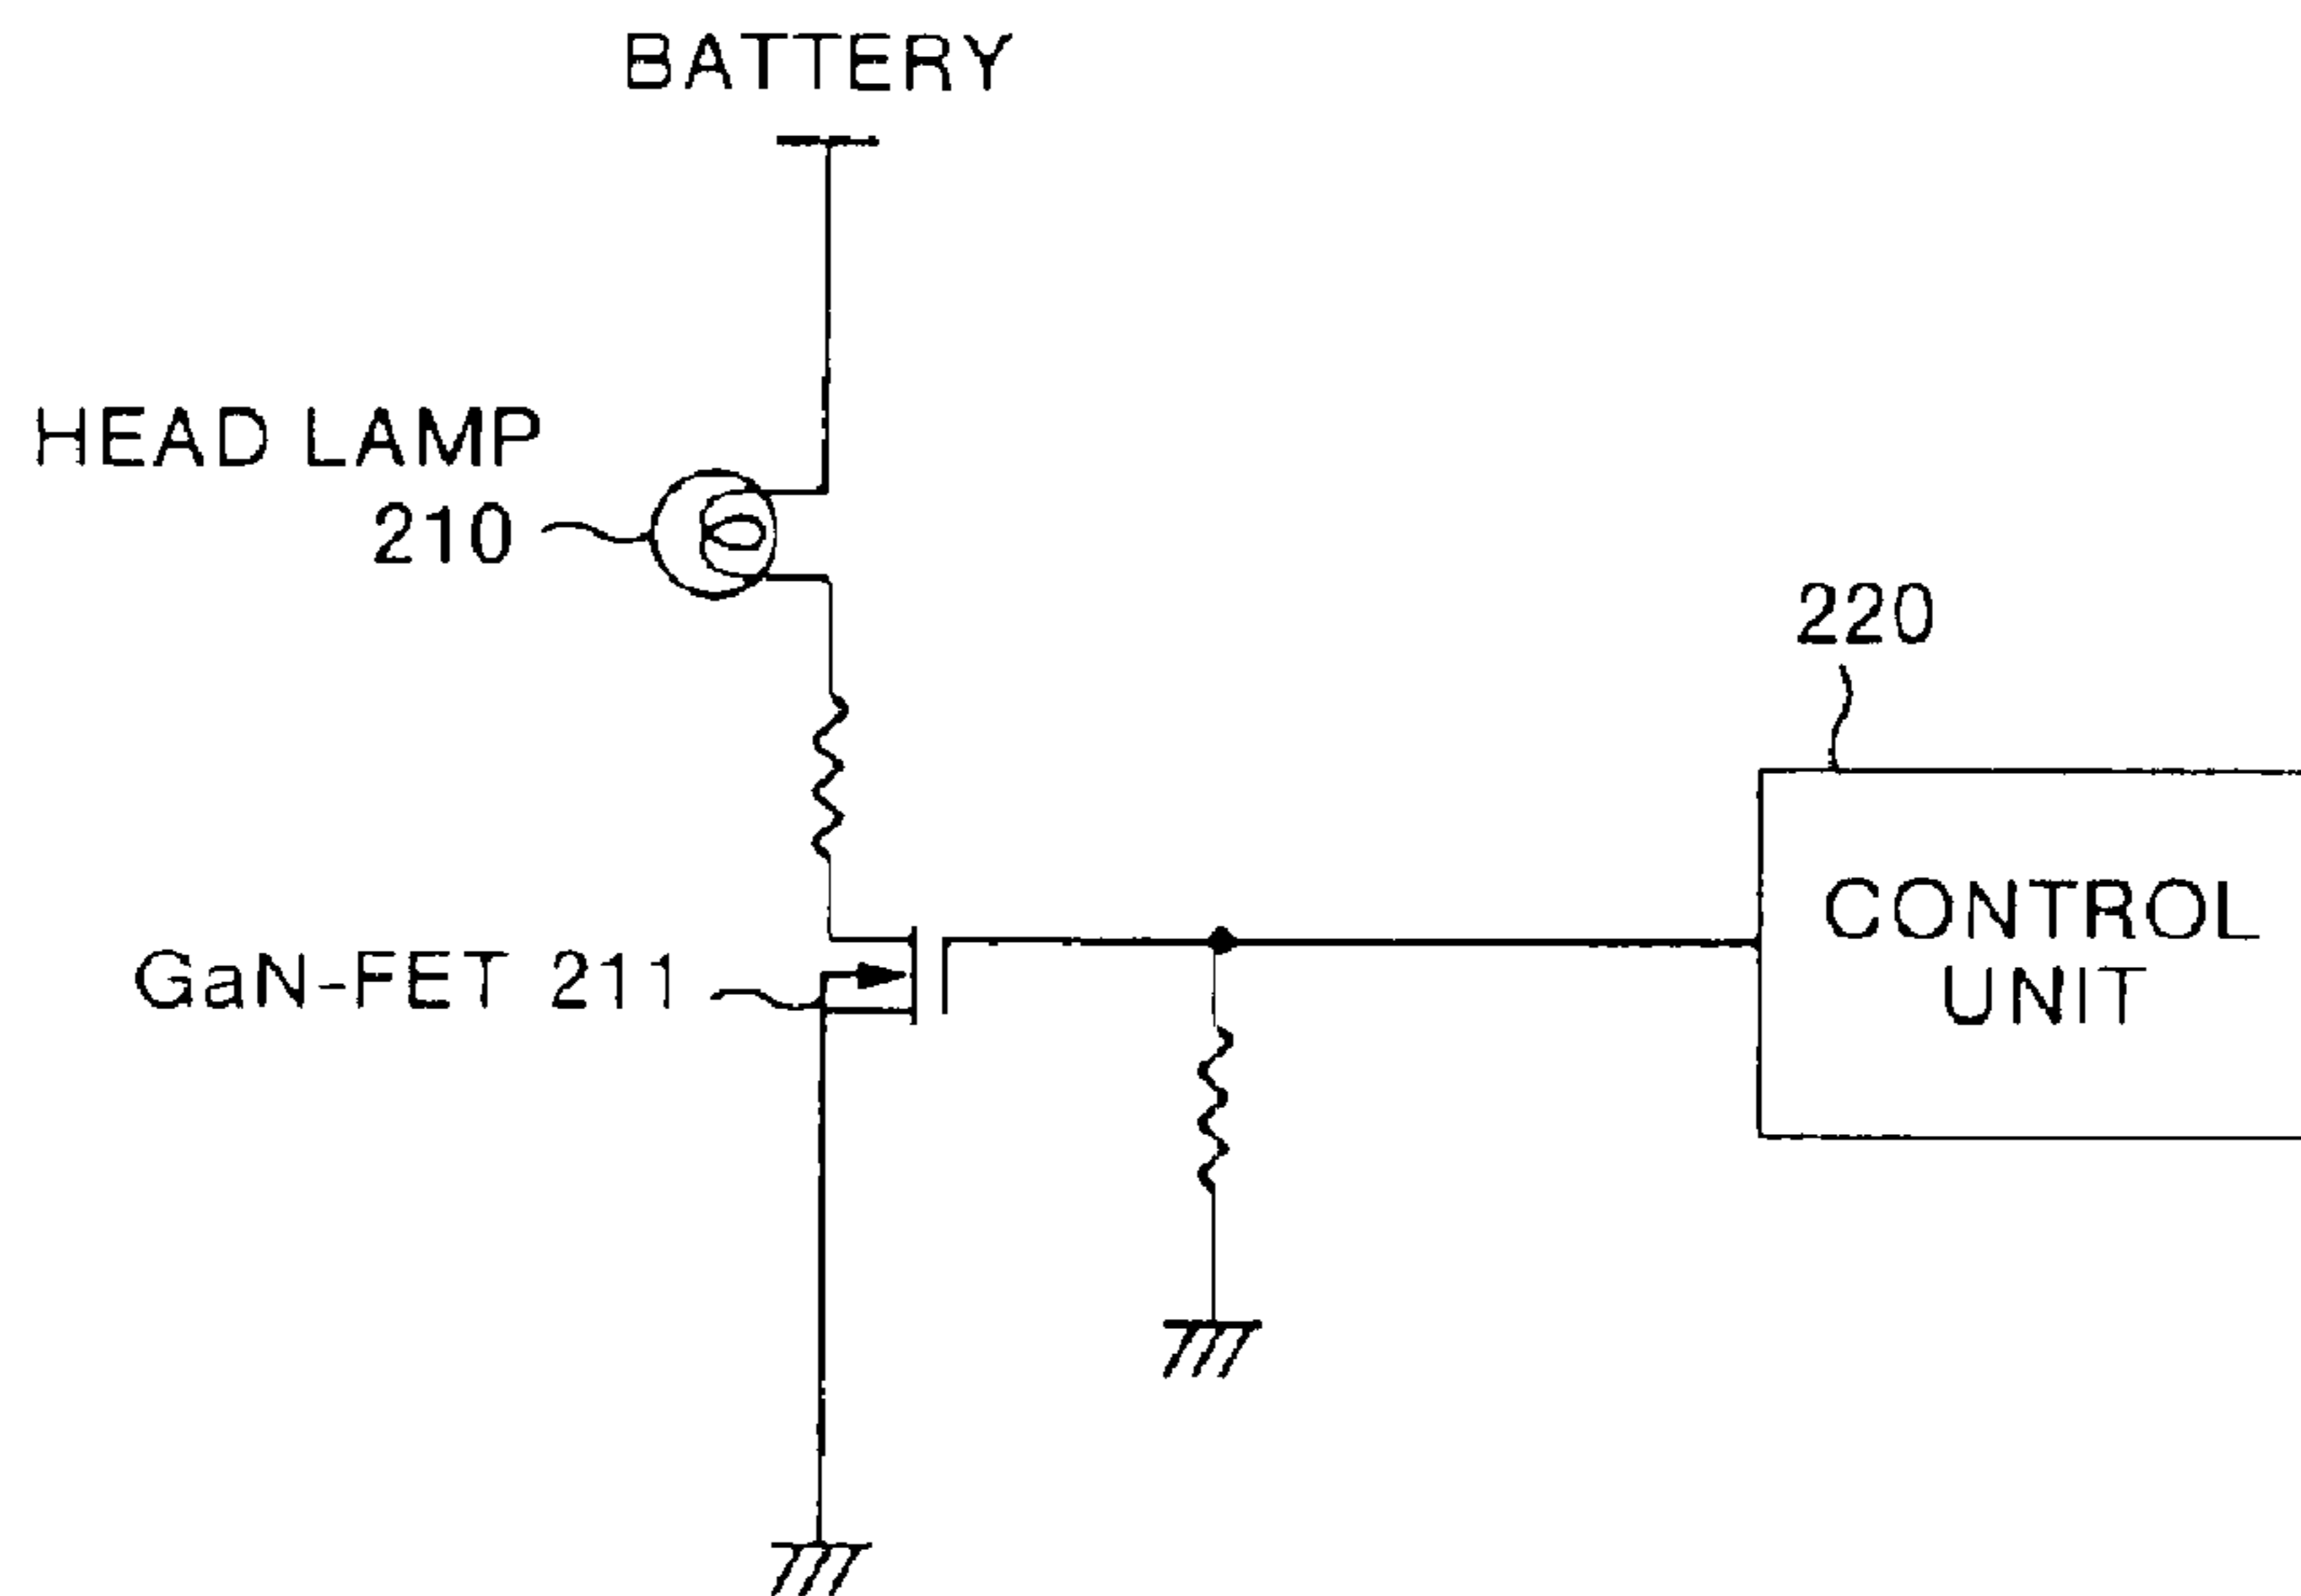 BATTERY
HEAD LAMP
210
220
CONTROL
UNIT
GaN-FET 211